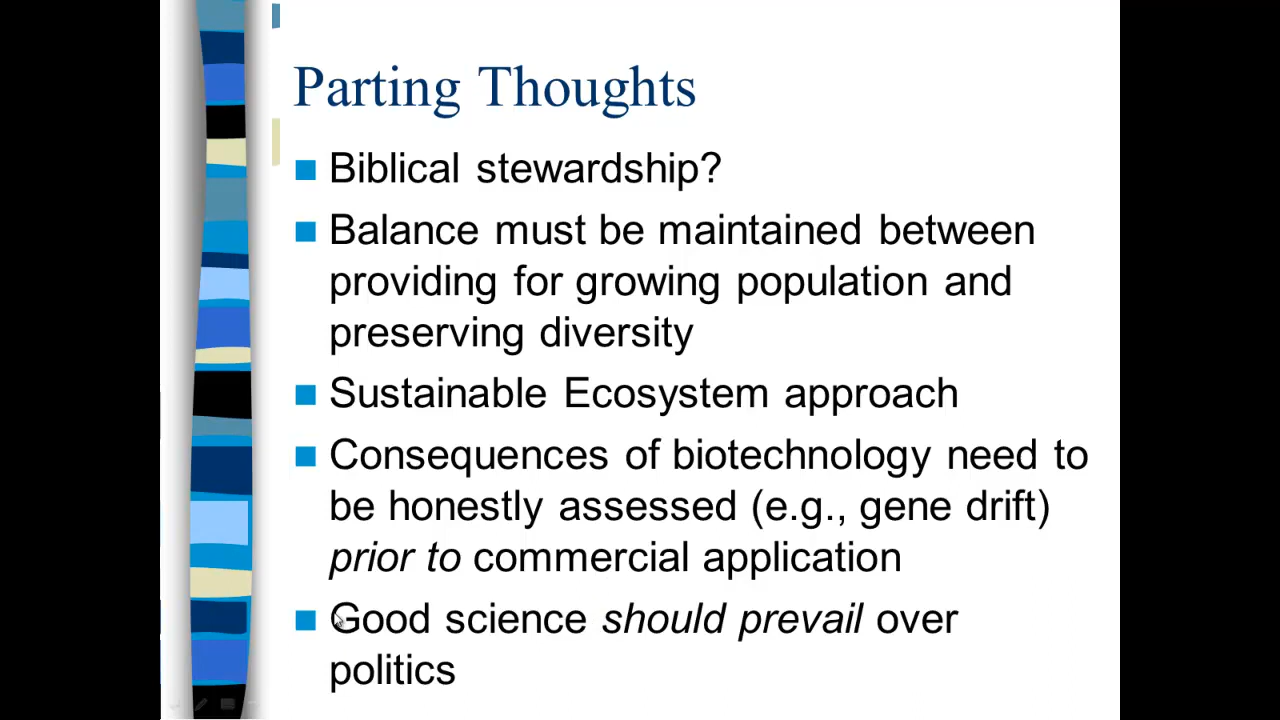 Parting Thoughts
Biblical stewardship?
Balance must be maintained between
providing for growing population and
preserving diversity
Sustainable Ecosystem approach
Consequences of biotechnology need to
be honestly assessed (e.g., gene drift)
prior to commercial application
Good science should prevail over
politics